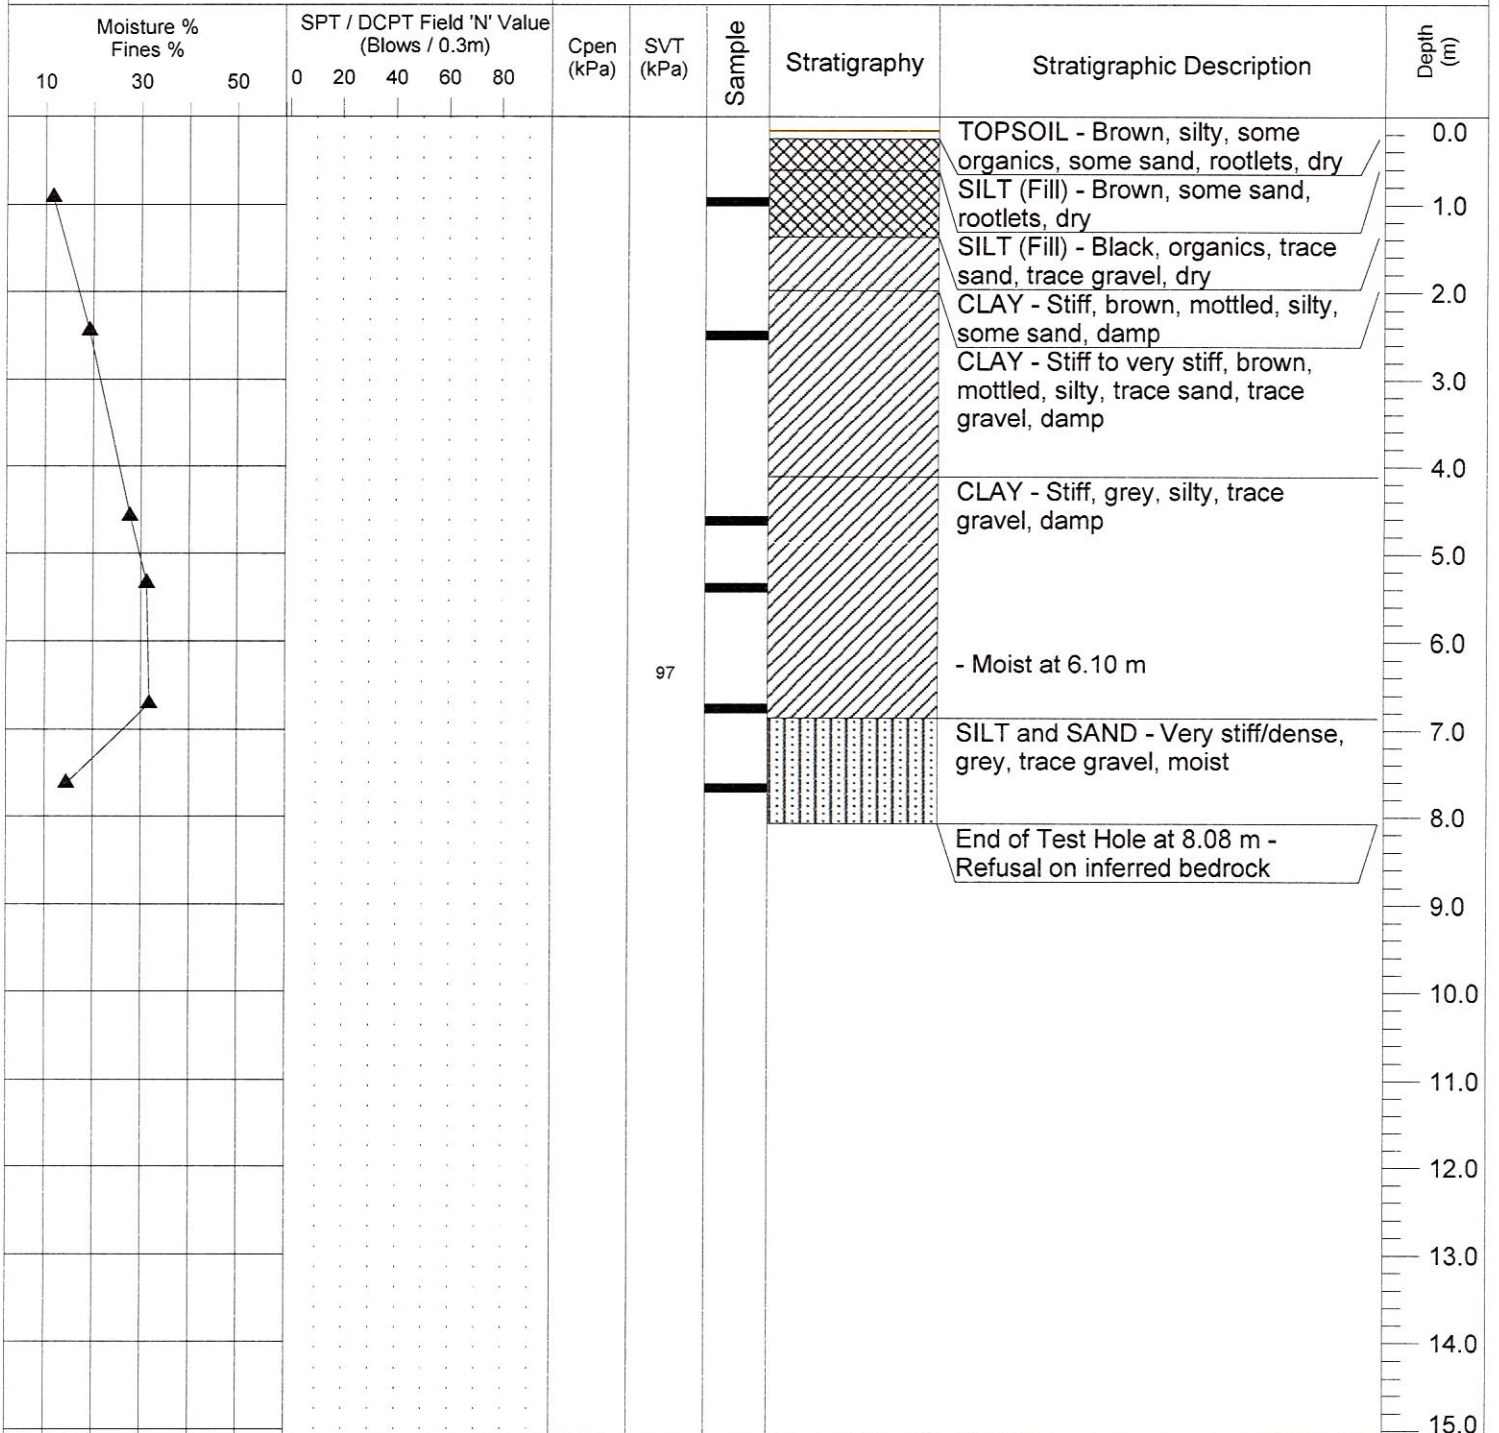 Moisture %
Fines %
10 30 50
SPT / DCPT Field 'N' Value
(Blows / 0.3m)
0 20 40 60 80
Cpen
(kPa)
SVT
(kPa)
Sample
Stratigraphy
Stratigraphic Description
Depth
(m)
TOPSOIL - Brown, silty, some
organics, some sand, rootlets, dry
SILT (Fill) - Brown, some sand,
rootlets, dry
SILT (Fill) - Black, organics, trace
sand, trace gravel, dry
CLAY - Stiff, brown, mottled, silty,
some sand, damp
CLAY - Stiff to very stiff, brown,
mottled, silty, trace sand, trace
gravel, damp
CLAY - Stiff, grey, silty, trace
gravel, damp
97
- Moist at 6.10 m
SILT and SAND - Very stiff/dense,
grey, trace gravel, moist
End of Test Hole at 8.08 m -
Refusal on inferred bedrock
0.0
1.0
2.0
3.0
4.0
5.0
6.0
7.0
8.0
9.0
10.0
11.0
12.0
13.0
14.0
15.0